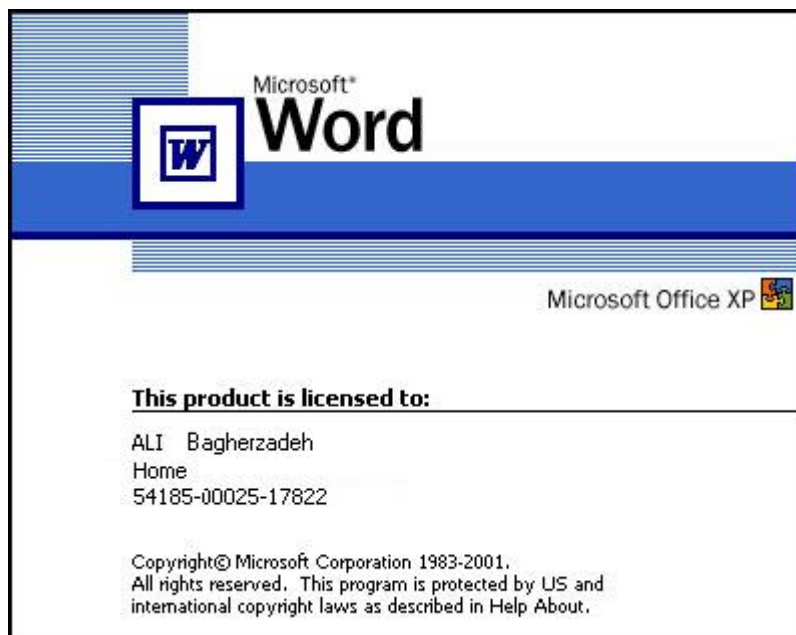 Microsoft®
Word
W
Microsoft Office XP
This product is licensed to:
ALI Bagherzadeh
Home
54185-00025-17822
Copyright© Microsoft Corporation 1983-2001.
All rights reserved. This program is protected by US and
international copyright laws as described in Help About.